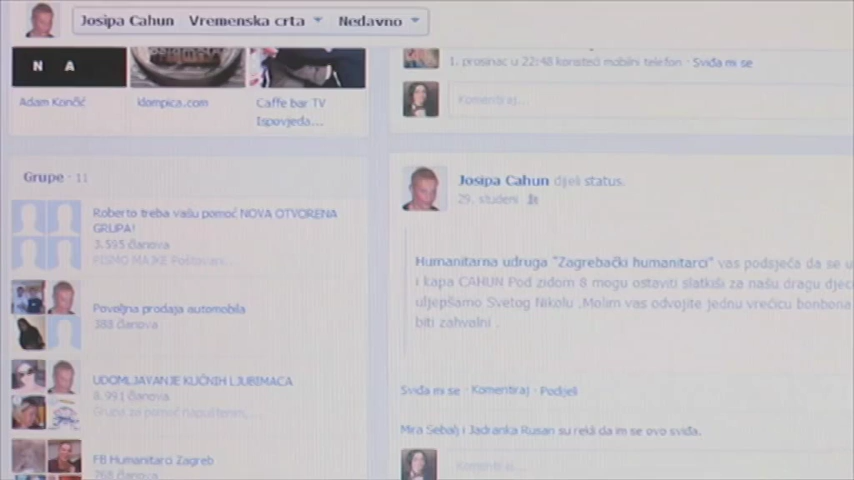 Josipa Cahun Vremenska crta Nedavno
N A
Adam Končić
klompica.com
Caffe bar TV
Ispovjeda...
Grupe · 11
Roberto treba vašu pomoć NOVA OTVORENA
GRUPA!
3.595 članova
PISMO MAJKE Poštovani...
Povoljna prodaja automobila
388 članova
UDOMLJAVANJE KUĆNIH LJUBIMACA
8.991 članova
Grupa za pomoć napuštenim...
FB Humanitarci Zagreb
768 članova
1. prosinac u 22:48 koristeći mobilni telefon · Sviđa mi se
Komentiraj...
Josipa Cahun dijeli status.
29. studeni
Humanitarna udruga "Zagrebački humanitarci" vas podsjeća da se u
i kapa CAHUN Pod zidom 8 mogu ostaviti slatkiši za našu dragu djeci
uljepšamo Svetog Nikolu .Molim vas odvojite jednu vrećicu bonbona
biti zahvalni .
Sviđa mi se · Komentiraj · Podijeli
Mira Sebalj i Jadranka Rusan su rekli da im se ovo sviđa.
Komentiraj...